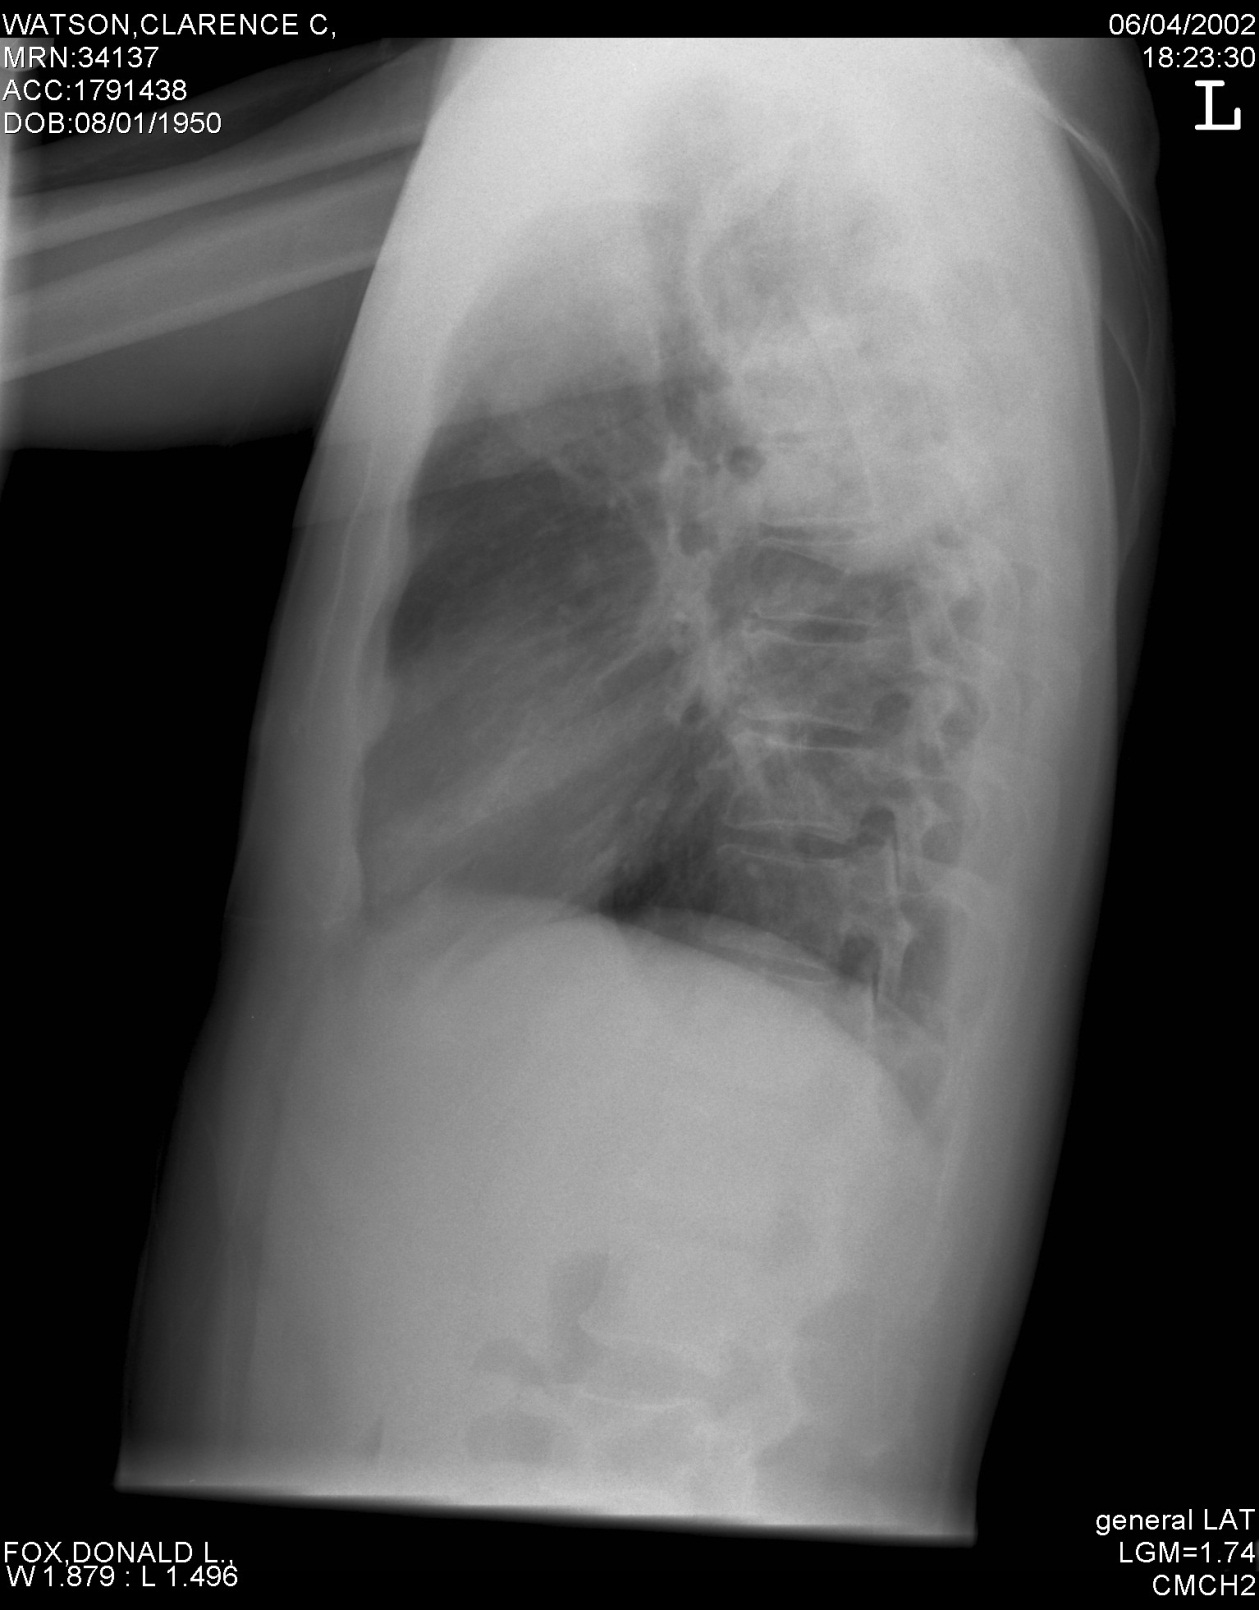 WATSON,CLARENCE C,
MRN:34137
ACC:1791438
DOB:08/01/1950
06/04/2002
18:23:30
L
FOX,DONALD L.,
W 1.879 : L 1.496
general LAT
LGM=1.74
CMCH2